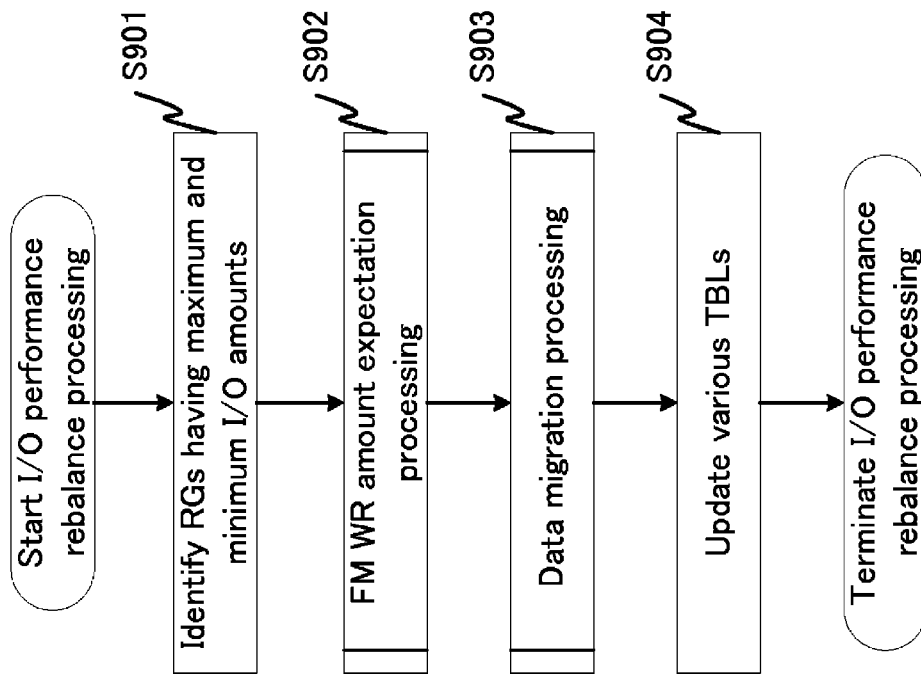 Start I/O performance
rebalance processing
S901
Identify RGs having maximum and
minimum I/O amounts
S902
FM WR amount expectation
processing
S903
Data migration processing
S904
Update various TBLs
Terminate I/O performance
rebalance processing